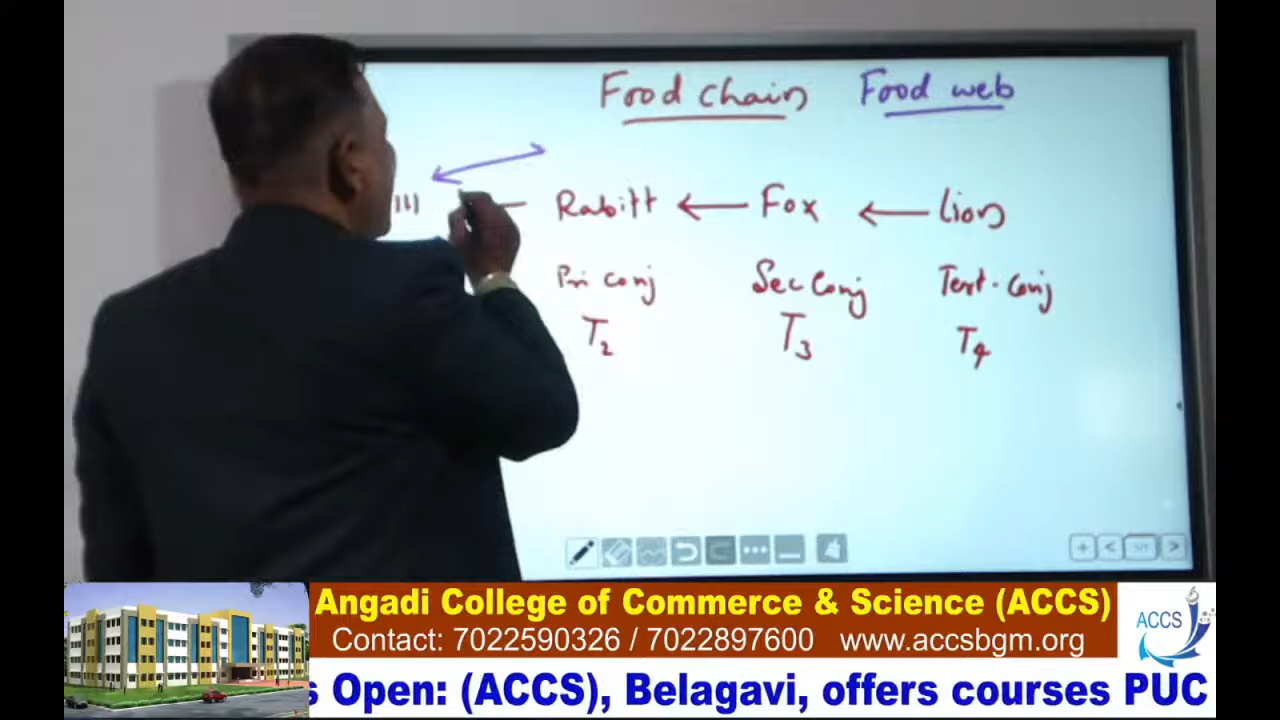 Food chain Food web
Rabitt ← Fox ← Lion
Pri Conj Sec Conj Tert. Conj
T2 T3 T4
Angadi College of Commerce & Science (ACCS)
Contact: 7022590326 / 7022897600 www.accsbgm.org
ACCS
s Open: (ACCS), Belagavi, offers courses PUC